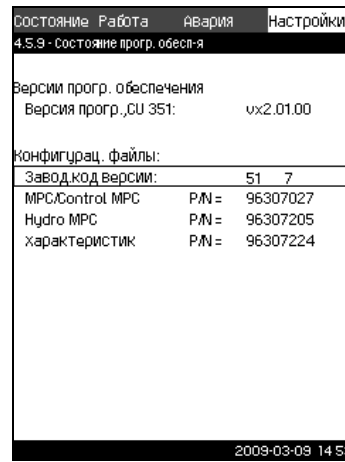 Состояние Работа Авария Настройки
4.5.9 - Состояние прогр. обесп-я
Версии прогр. обеспечения
Версия прогр.,CU 351: vx2.01.00
Конфигурац. файлы:
Завод.код версии: 51 7
MPC/Control MPC P/N = 96307027
Hydro MPC P/N = 96307205
характеристик P/N = 96307224
2009-03-09 14:5